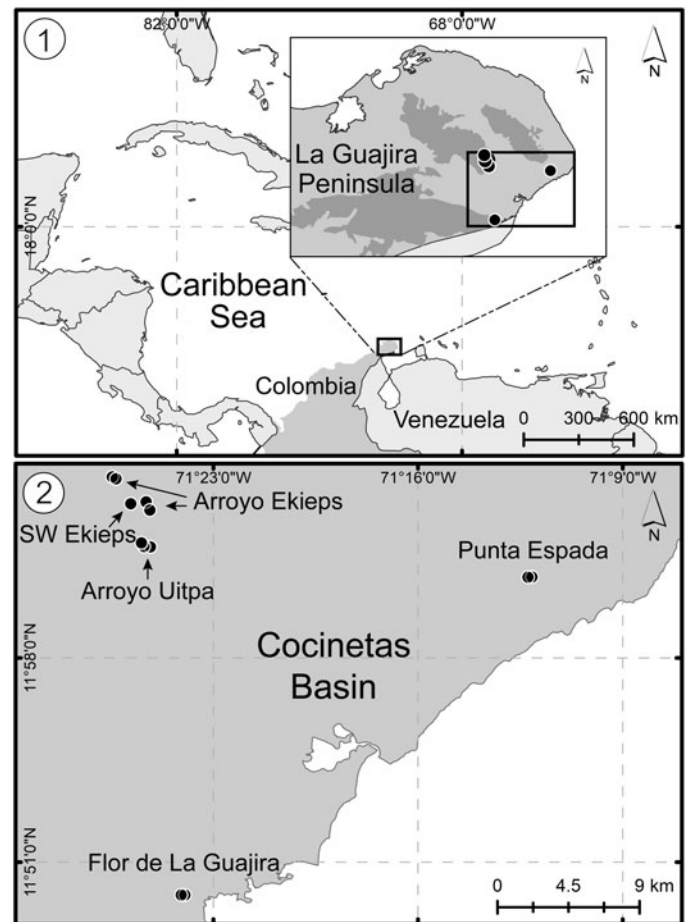 1
82°0'0"W
68°0'0"W
N
N
La Guajira
Peninsula
18°0'0"N
Caribbean
Sea
Colombia
Venezuela
0 300 600 km
2
71°23'0"W
71°16'0"W
71°9'0"W
Arroyo Ekieps
N
SW Ekieps
Punta Espada
Arroyo Uitpa
11°58'0"N
Cocinetas
Basin
11°51'0"N
Flor de La Guajira
0 4.5 9 km